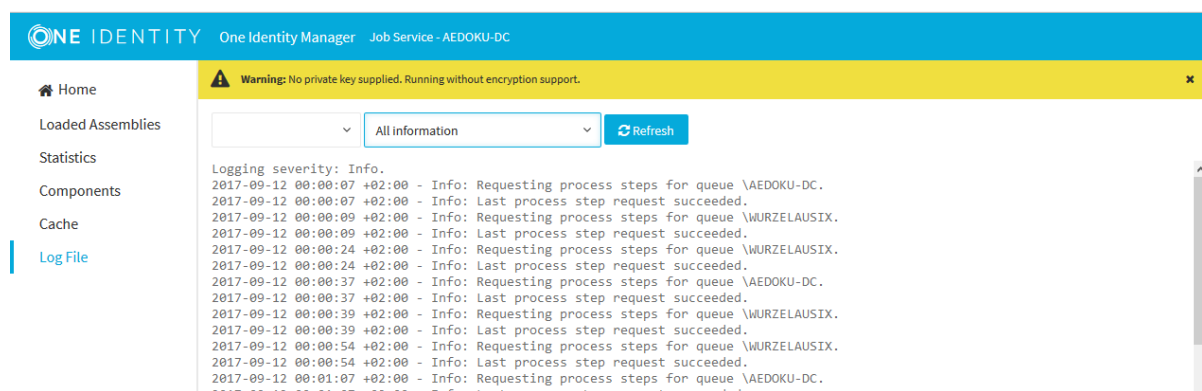 ONE IDENTITY One Identity Manager Job Service - AEDOKU-DC
Home
Loaded Assemblies
Statistics
Components
Cache
Log File
Warning: No private key supplied. Running without encryption support.
All information
Refresh
Logging severity: Info.
2017-09-12 00:00:07 +02:00 - Info: Requesting process steps for queue \AEDOKU-DC.
2017-09-12 00:00:07 +02:00 - Info: Last process step request succeeded.
2017-09-12 00:00:09 +02:00 - Info: Requesting process steps for queue \WURZELAUSIX.
2017-09-12 00:00:09 +02:00 - Info: Last process step request succeeded.
2017-09-12 00:00:24 +02:00 - Info: Requesting process steps for queue \WURZELAUSIX.
2017-09-12 00:00:24 +02:00 - Info: Last process step request succeeded.
2017-09-12 00:00:37 +02:00 - Info: Requesting process steps for queue \AEDOKU-DC.
2017-09-12 00:00:37 +02:00 - Info: Last process step request succeeded.
2017-09-12 00:00:39 +02:00 - Info: Requesting process steps for queue \WURZELAUSIX.
2017-09-12 00:00:39 +02:00 - Info: Last process step request succeeded.
2017-09-12 00:00:54 +02:00 - Info: Requesting process steps for queue \WURZELAUSIX.
2017-09-12 00:00:54 +02:00 - Info: Last process step request succeeded.
2017-09-12 00:01:07 +02:00 - Info: Requesting process steps for queue \AEDOKU-DC.